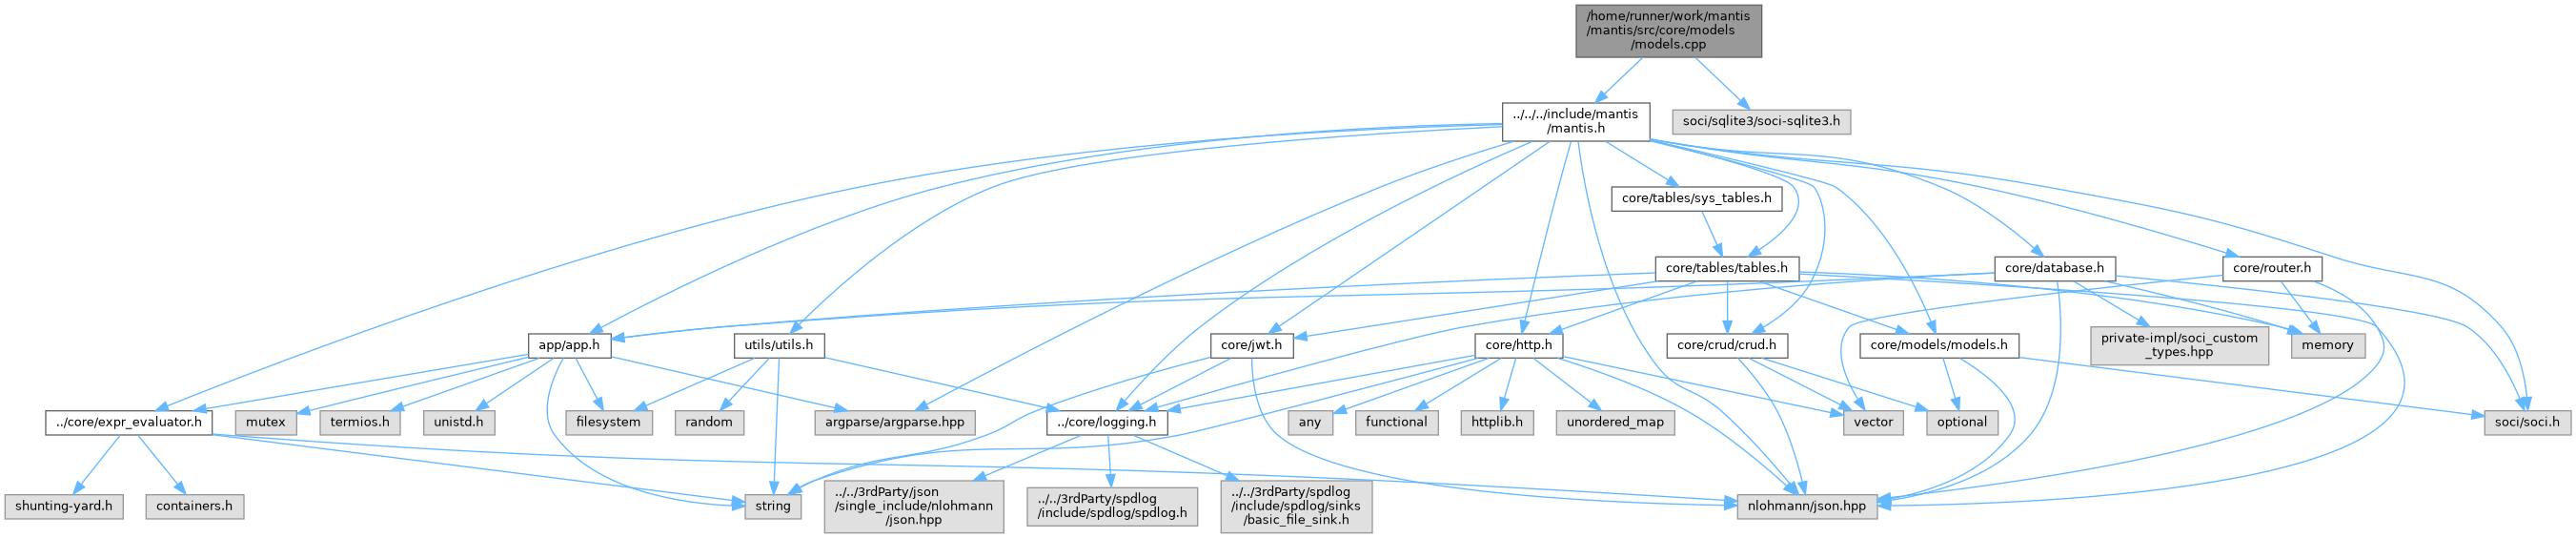 /home/runner/work/mantis
/mantis/src/core/models
/models.cpp
../../../include/mantis
/mantis.h
soci/sqlite3/soci-sqlite3.h
core/tables/sys_tables.h
core/tables/tables.h
core/database.h
core/router.h
app/app.h
utils/utils.h
core/jwt.h
core/http.h
core/crud/crud.h
core/models/models.h
private-impl/soci_custom
_types.hpp
memory
../core/expr_evaluator.h
mutex
termios.h
unistd.h
filesystem
random
argparse/argparse.hpp
../core/logging.h
any
functional
httplib.h
unordered_map
vector
optional
soci/soci.h
shunting-yard.h
containers.h
string
../../3rdParty/json
/single_include/nlohmann
/json.hpp
../../3rdParty/spdlog
/include/spdlog/spdlog.h
../../3rdParty/spdlog
/include/spdlog/sinks
/basic_file_sink.h
nlohmann/json.hpp